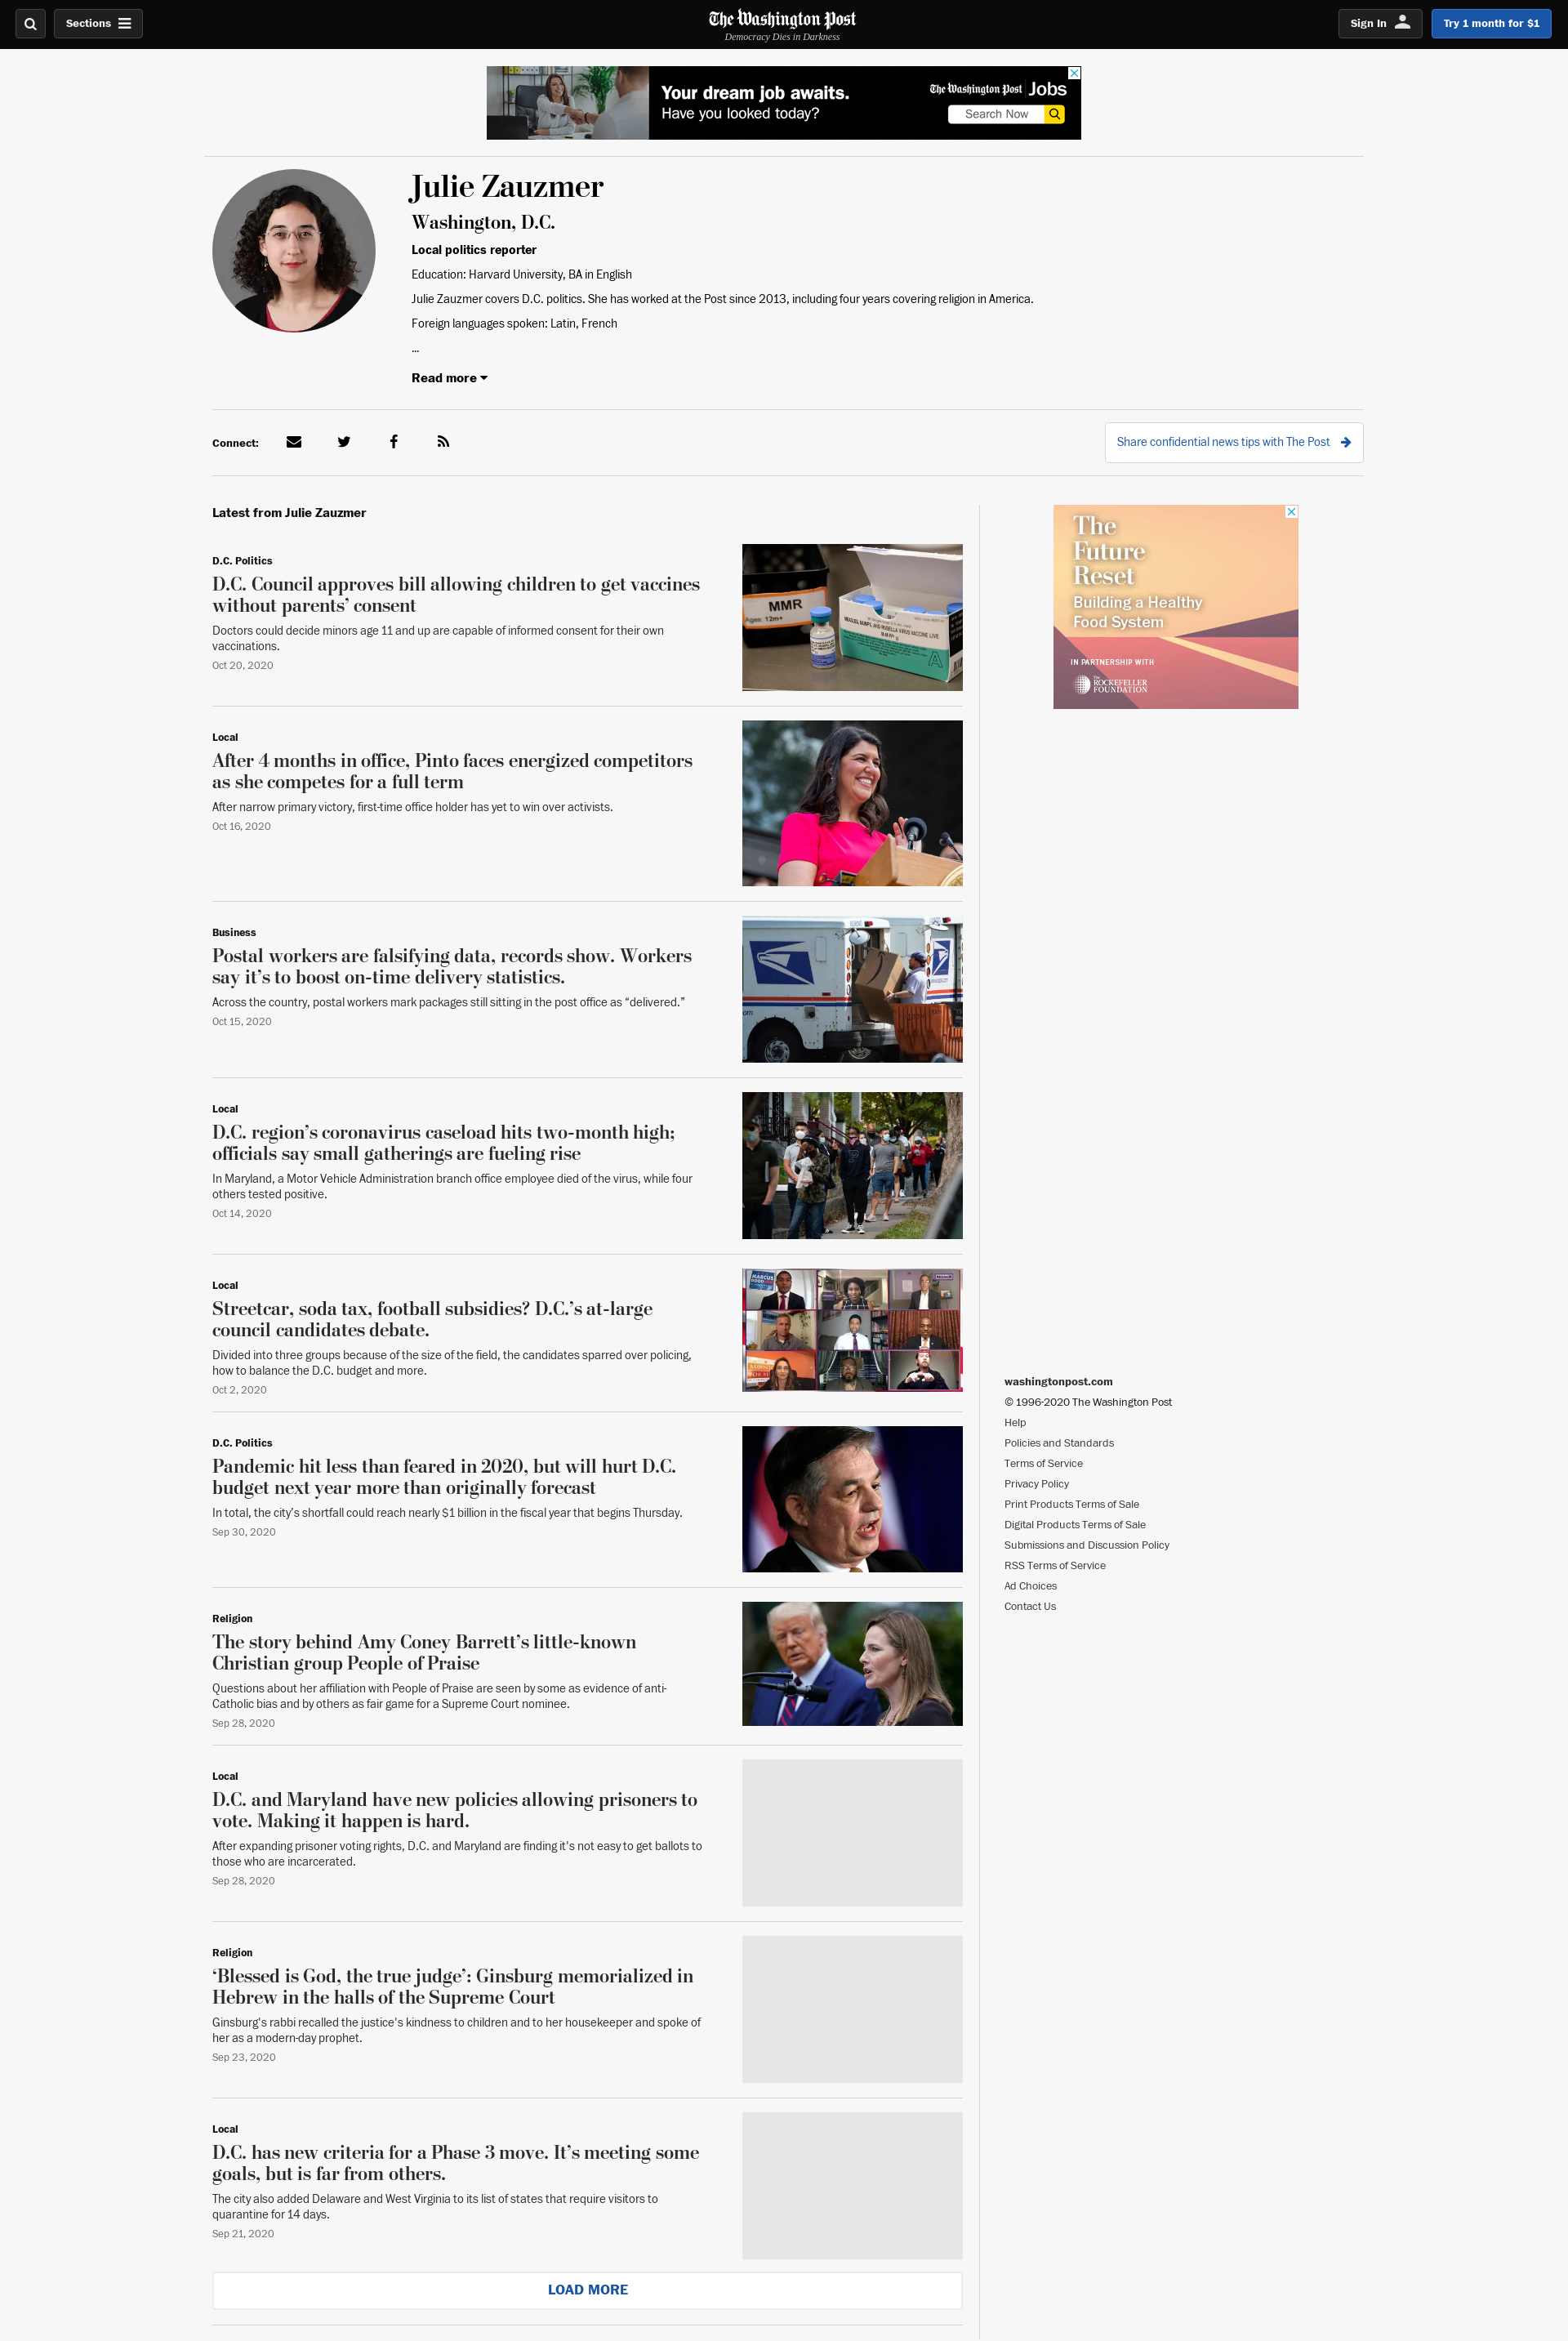 Sections
The Washington Post
Democracy Dies in Darkness
Sign In
Try 1 month for $1
Your dream job awaits.
Have you looked today?
The Washington Post Jobs
Search Now
Julie Zauzmer
Washington, D.C.
Local politics reporter
Education: Harvard University, BA in English
Julie Zauzmer covers D.C. politics. She has worked at the Post since 2013, including four years covering religion in America.
Foreign languages spoken: Latin, French
...
Read more
Connect:
Share confidential news tips with The Post
Latest from Julie Zauzmer
D.C. Politics
D.C. Council approves bill allowing children to get vaccines
without parents’ consent
Doctors could decide minors age 11 and up are capable of informed consent for their own
vaccinations.
Oct 20, 2020
MMR
Ages: 12m+
The
Future
Reset
Building a Healthy
Food System
IN PARTNERSHIP WITH
The
ROCKEFELLER
FOUNDATION
Local
After 4 months in office, Pinto faces energized competitors
as she competes for a full term
After narrow primary victory, first-time office holder has yet to win over activists.
Oct 16, 2020
Business
Postal workers are falsifying data, records show. Workers
say it’s to boost on-time delivery statistics.
Across the country, postal workers mark packages still sitting in the post office as “delivered.”
Oct 15, 2020
Local
D.C. region’s coronavirus caseload hits two-month high;
officials say small gatherings are fueling rise
In Maryland, a Motor Vehicle Administration branch office employee died of the virus, while four
others tested positive.
Oct 14, 2020
Local
Streetcar, soda tax, football subsidies? D.C.’s at-large
council candidates debate.
Divided into three groups because of the size of the field, the candidates sparred over policing,
how to balance the D.C. budget and more.
Oct 2, 2020
MARCUS
D.C. Politics
Pandemic hit less than feared in 2020, but will hurt D.C.
budget next year more than originally forecast
In total, the city’s shortfall could reach nearly $1 billion in the fiscal year that begins Thursday.
Sep 30, 2020
Religion
The story behind Amy Coney Barrett’s little-known
Christian group People of Praise
Questions about her affiliation with People of Praise are seen by some as evidence of anti-
Catholic bias and by others as fair game for a Supreme Court nominee.
Sep 28, 2020
Local
D.C. and Maryland have new policies allowing prisoners to
vote. Making it happen is hard.
After expanding prisoner voting rights, D.C. and Maryland are finding it's not easy to get ballots to
those who are incarcerated.
Sep 28, 2020
Religion
‘Blessed is God, the true judge’: Ginsburg memorialized in
Hebrew in the halls of the Supreme Court
Ginsburg's rabbi recalled the justice's kindness to children and to her housekeeper and spoke of
her as a modern-day prophet.
Sep 23, 2020
Local
D.C. has new criteria for a Phase 3 move. It’s meeting some
goals, but is far from others.
The city also added Delaware and West Virginia to its list of states that require visitors to
quarantine for 14 days.
Sep 21, 2020
LOAD MORE
washingtonpost.com
© 1996-2020 The Washington Post
Help
Policies and Standards
Terms of Service
Privacy Policy
Print Products Terms of Sale
Digital Products Terms of Sale
Submissions and Discussion Policy
RSS Terms of Service
Ad Choices
Contact Us